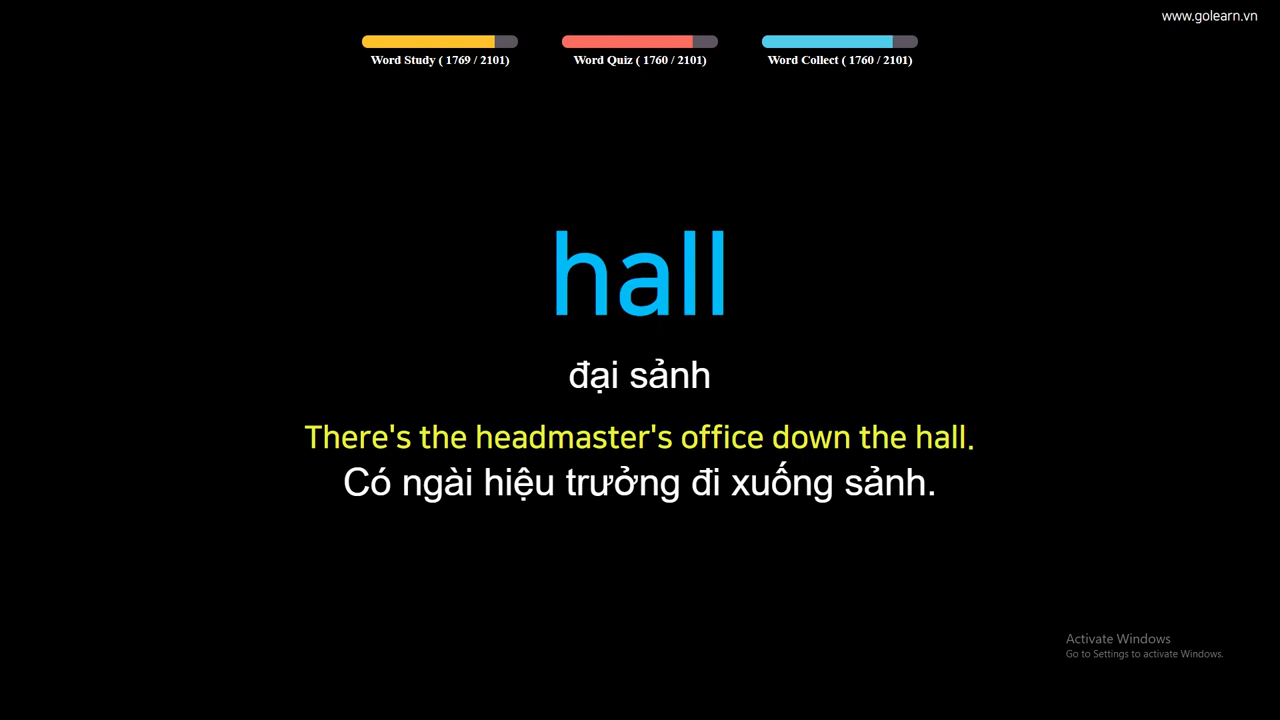 www.golearn.vn
Word Study ( 1769 / 2101)
Word Quiz ( 1760 / 2101)
Word Collect ( 1760 / 2101)
hall
đại sảnh
There's the headmaster's office down the hall.
Có ngài hiệu trưởng đi xuống sảnh.
Activate Windows
Go to Settings to activate Windows.